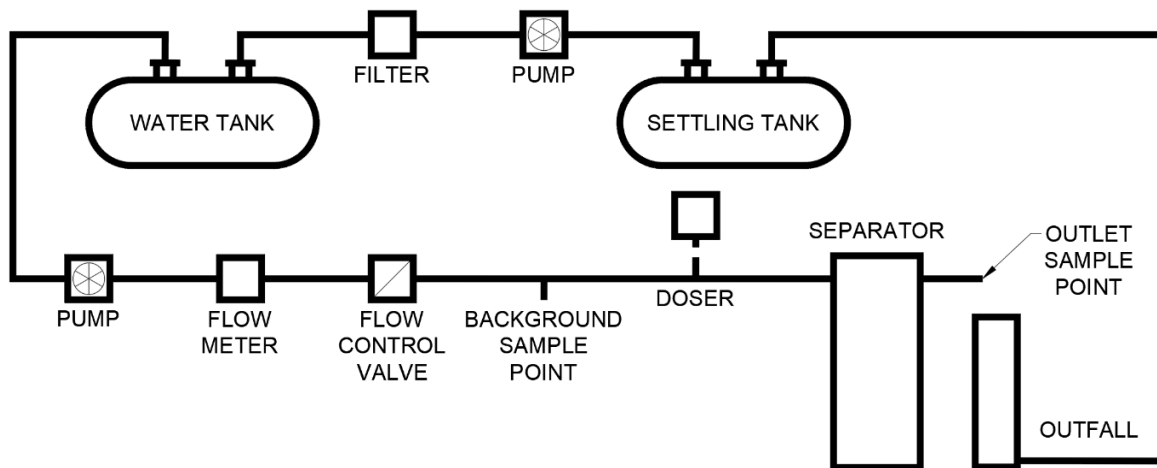 FILTER
PUMP
WATER TANK
SETTLING TANK
SEPARATOR
OUTLET
SAMPLE
POINT
DOSER
PUMP
FLOW
METER
FLOW
CONTROL
VALVE
BACKGROUND
SAMPLE
POINT
OUTFALL